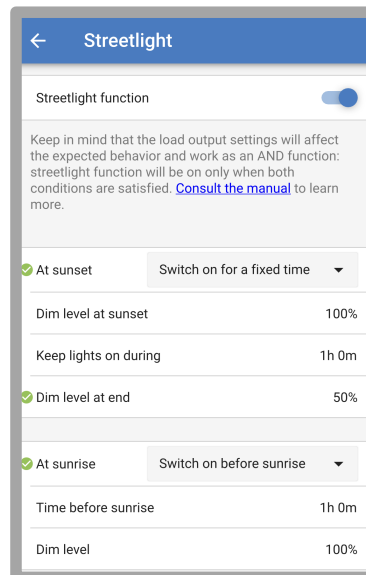 Streetlight
Streetlight function
Keep in mind that the load output settings will affect
the expected behavior and work as an AND function:
streetlight function will be on only when both
conditions are satisfied. Consult the manual to learn
more.
At sunset Switch on for a fixed time
Dim level at sunset 100%
Keep lights on during 1h 0m
Dim level at end 50%
At sunrise Switch on before sunrise
Time before sunrise 1h 0m
Dim level 100%